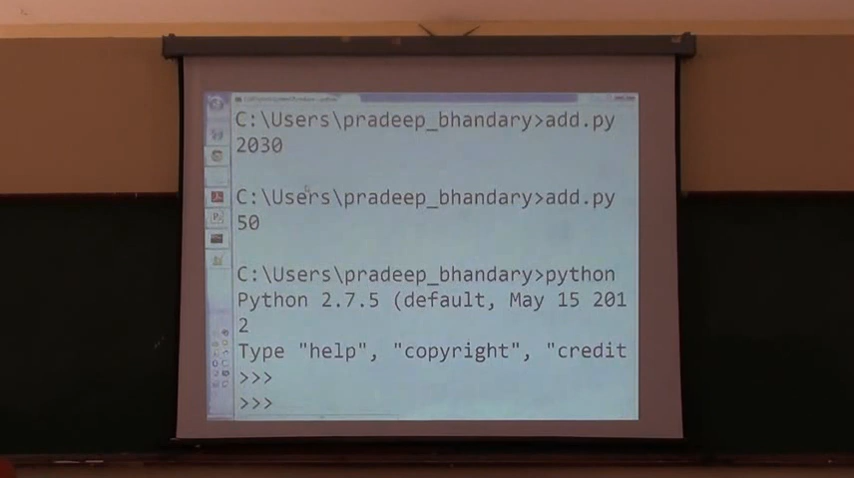 C:\Users\pradeep_bhandary>add.py
2030
C:\Users\pradeep_bhandary>add.py
50
C:\Users\pradeep_bhandary>python
Python 2.7.5 (default, May 15 201
2
Type "help", "copyright", "credit
>>>
>>>